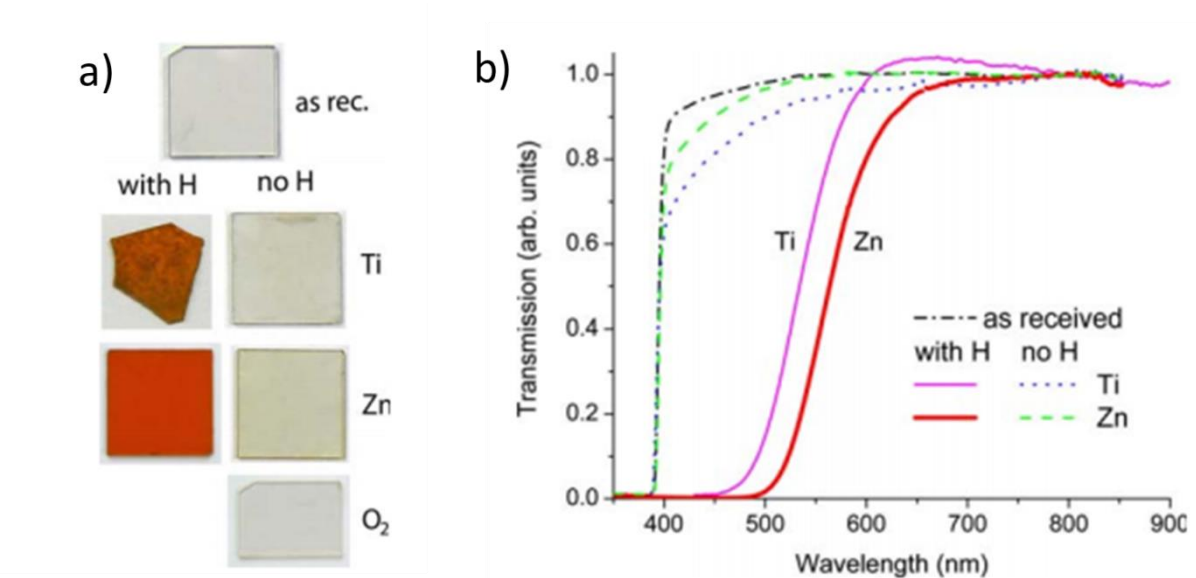 a)
as rec.
with H no H
Ti
Zn
O2
b)
Transmission (arb. units)
1.0
0.8
0.6
0.4
0.2
0.0
Ti Zn
as received
with H no H
Ti
Zn
400 500 600 700 800 900
Wavelength (nm)